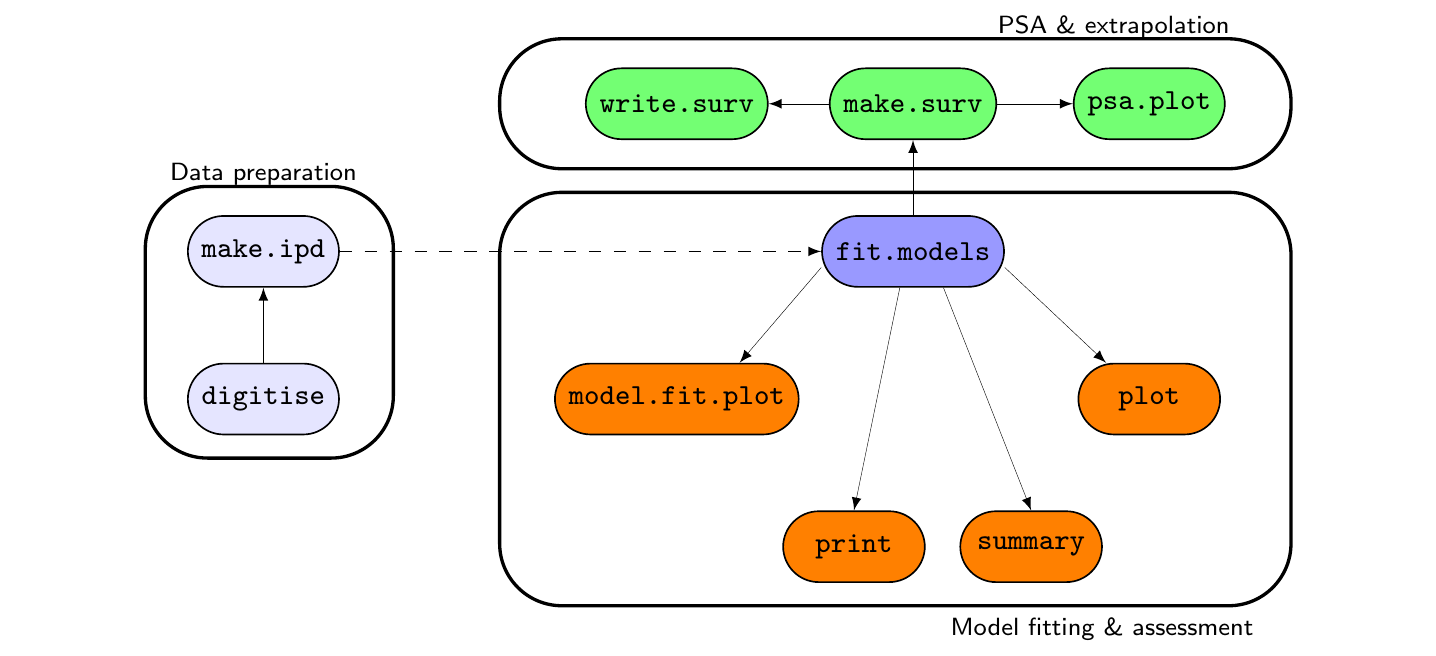 PSA & extrapolation
write.surv
make.surv
psa.plot
Data preparation
make.ipd
fit.models
digitise
model.fit.plot
plot
print
summary
Model fitting & assessment